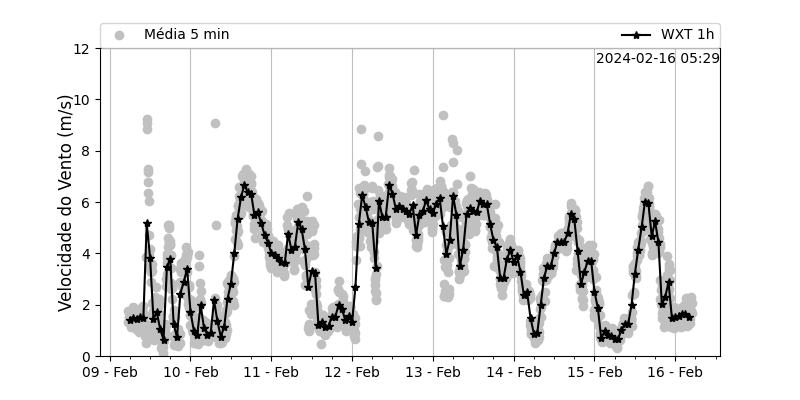 Média 5 min
WXT 1h
2024-02-16 05:29
Velocidade do Vento (m/s)
12
10
8
6
4
2
0
09 - Feb
10 - Feb
11 - Feb
12 - Feb
13 - Feb
14 - Feb
15 - Feb
16 - Feb